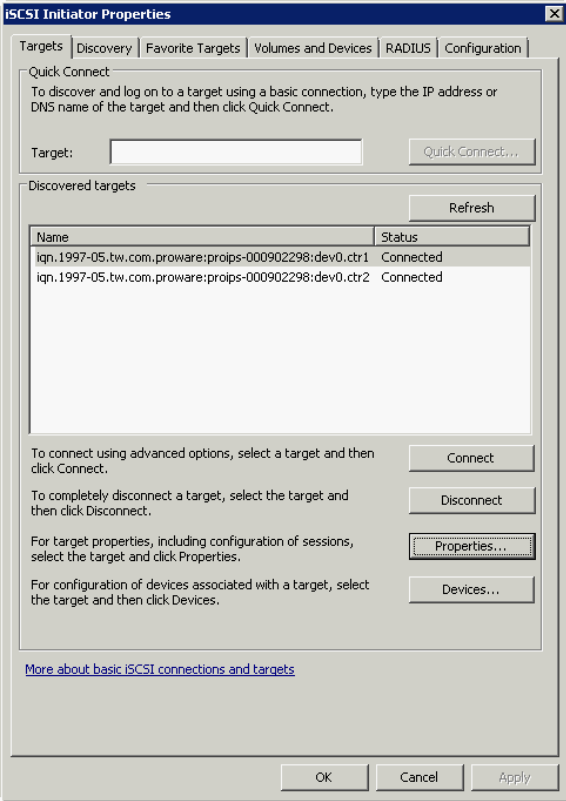 iSCSI Initiator Properties
Targets Discovery Favorite Targets Volumes and Devices RADIUS Configuration
Quick Connect
To discover and log on to a target using a basic connection, type the IP address or
DNS name of the target and then click Quick Connect.
Target: Quick Connect...
Discovered targets
Refresh
Name Status
iqn.1997-05.tw.com.proware:proips-000902298:dev0.ctr1 Connected
iqn.1997-05.tw.com.proware:proips-000902298:dev0.ctr2 Connected
To connect using advanced options, select a target and then
click Connect.
Connect
To completely disconnect a target, select the target and
then click Disconnect.
Disconnect
For target properties, including configuration of sessions,
select the target and click Properties.
Properties...
For configuration of devices associated with a target, select
the target and then click Devices.
Devices...
More about basic iSCSI connections and targets
OK Cancel Apply